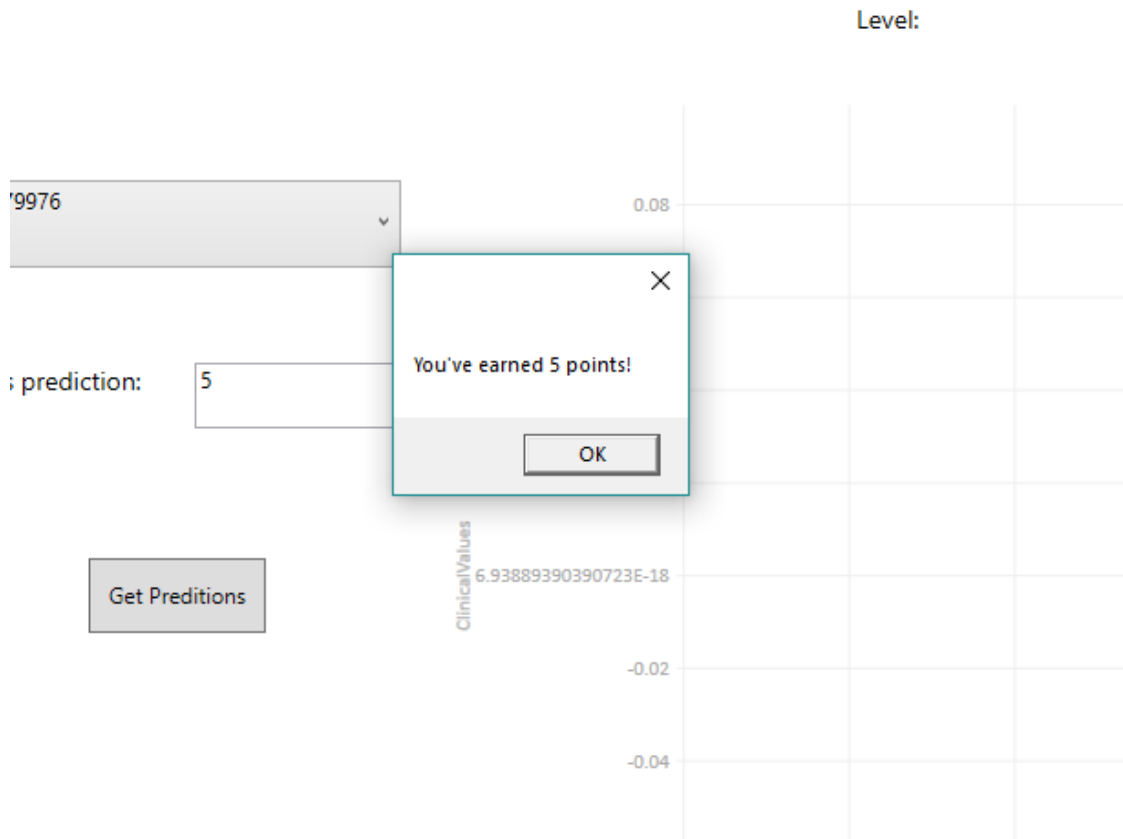 Level:
79976
0.08
You've earned 5 points!
s prediction:
5
OK
ClinicalValues
6.93889390390723E-18
Get Preditions
-0.02
-0.04